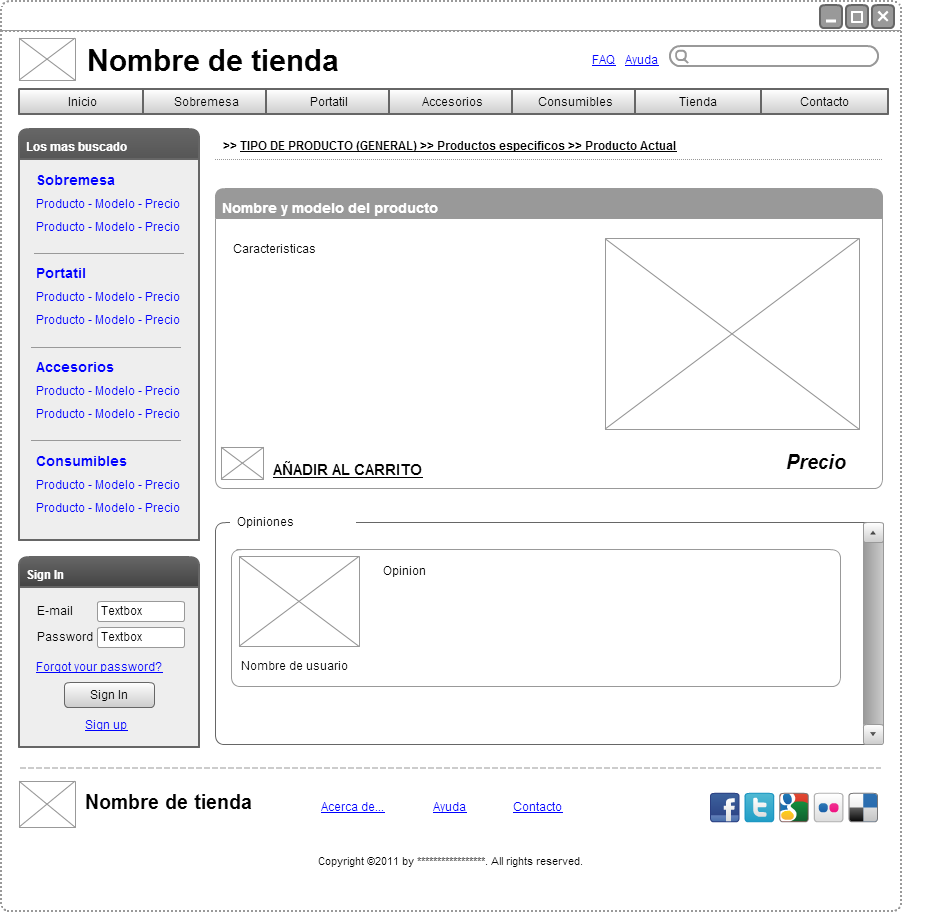 Nombre de tienda
FAQ Ayuda
Inicio Sobremesa Portatil Accesorios Consumibles Tienda Contacto
Los mas buscado
Sobremesa
Producto - Modelo - Precio
Producto - Modelo - Precio
Portatil
Producto - Modelo - Precio
Producto - Modelo - Precio
Accesorios
Producto - Modelo - Precio
Producto - Modelo - Precio
Consumibles
Producto - Modelo - Precio
Producto - Modelo - Precio
Sign In
E-mail Textbox
Password Textbox
Forgot your password?
Sign In
Sign up
>> TIPO DE PRODUCTO (GENERAL) >> Productos especificos >> Producto Actual
Nombre y modelo del producto
Caracteristicas
AÑADIR AL CARRITO
Precio
Opiniones
Opinion
Nombre de usuario
Nombre de tienda
Acerca de... Ayuda Contacto
f t g
Copyright ©2011 by *****************. All rights reserved.